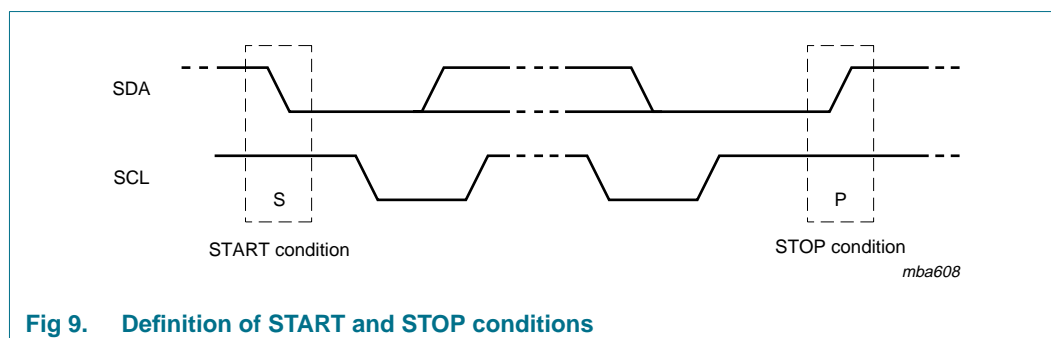 SDA
SCL
S
P
START condition
STOP condition
mba608
Fig 9. Definition of START and STOP conditions